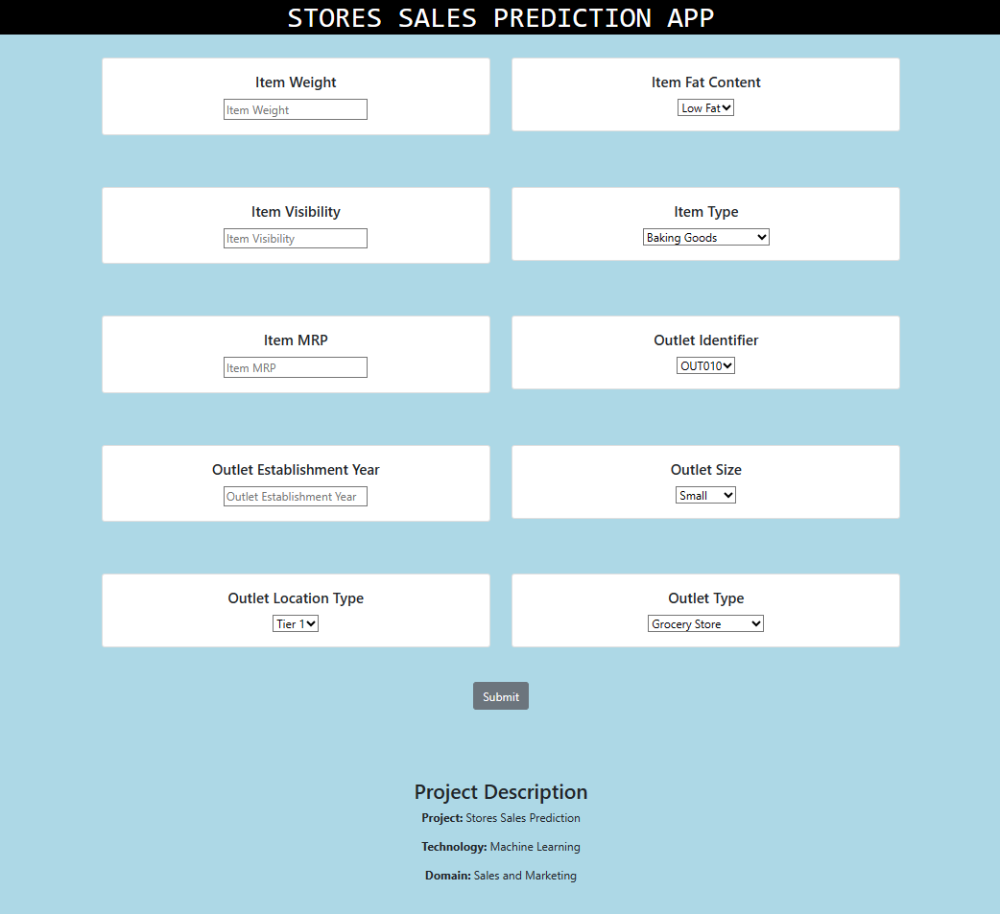 STORES SALES PREDICTION APP
Item Weight
Item Weight
Item Fat Content
Low Fat
Item Visibility
Item Visibility
Item Type
Baking Goods
Item MRP
Item MRP
Outlet Identifier
OUT010
Outlet Establishment Year
Outlet Establishment Year
Outlet Size
Small
Outlet Location Type
Tier 1
Outlet Type
Grocery Store
Submit
Project Description
Project: Stores Sales Prediction
Technology: Machine Learning
Domain: Sales and Marketing